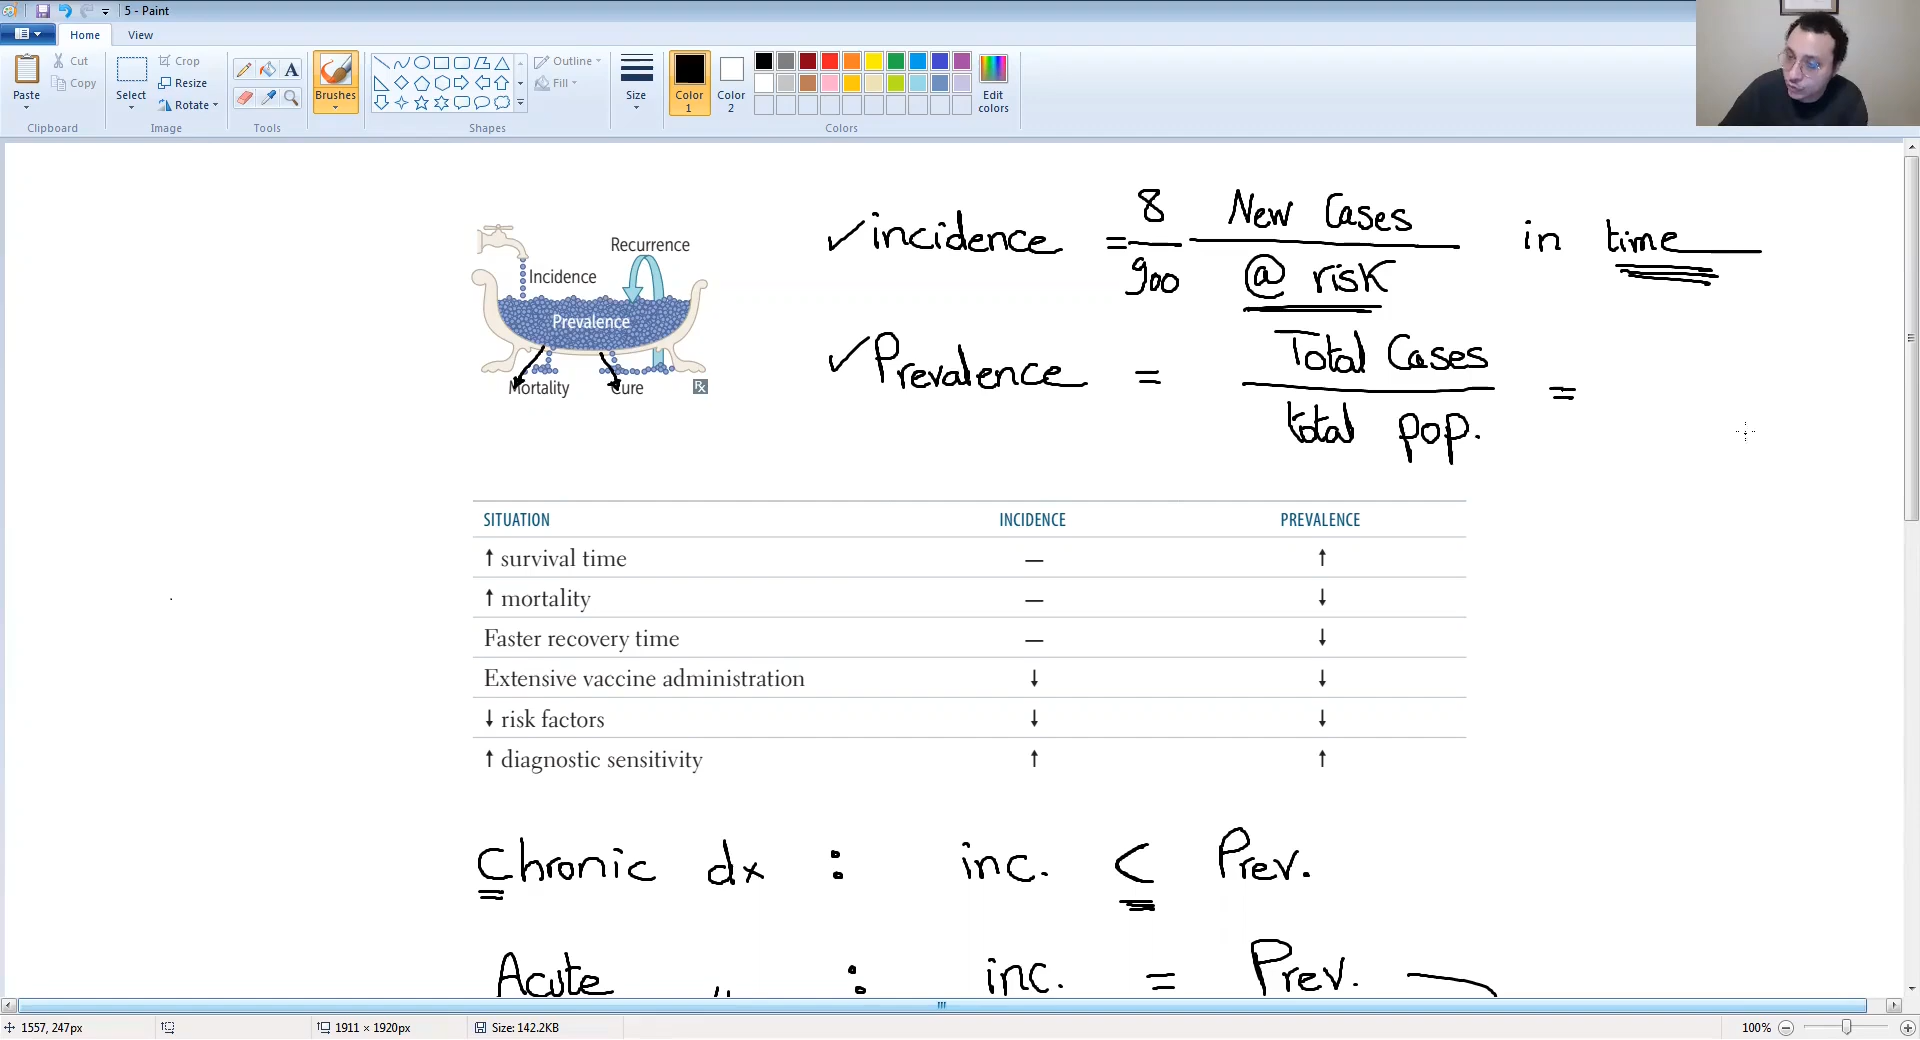 5 - Paint
Home View
Paste
Cut
Copy
Clipboard
Select
Crop
Resize
Rotate
Image
Tools
Brushes
Outline
Fill
Shapes
Size
Color 1
Color 2
Edit colors
Colors
Recurrence
Incidence
Prevalence
Mortality Cure Rx
✓ incidence = 8/900 New Cases / @ risk in time
✓ Prevalence = Total Cases / total pop. =
SITUATION INCIDENCE PREVALENCE
↑ survival time — ↑
↑ mortality — ↓
Faster recovery time — ↓
Extensive vaccine administration ↓ ↓
↓ risk factors ↓ ↓
↑ diagnostic sensitivity ↑ ↑
Chronic dx : inc. < Prev.
Acute " : inc. = Prev.
1557, 247px 1911 × 1920px Size: 142.2KB 100%